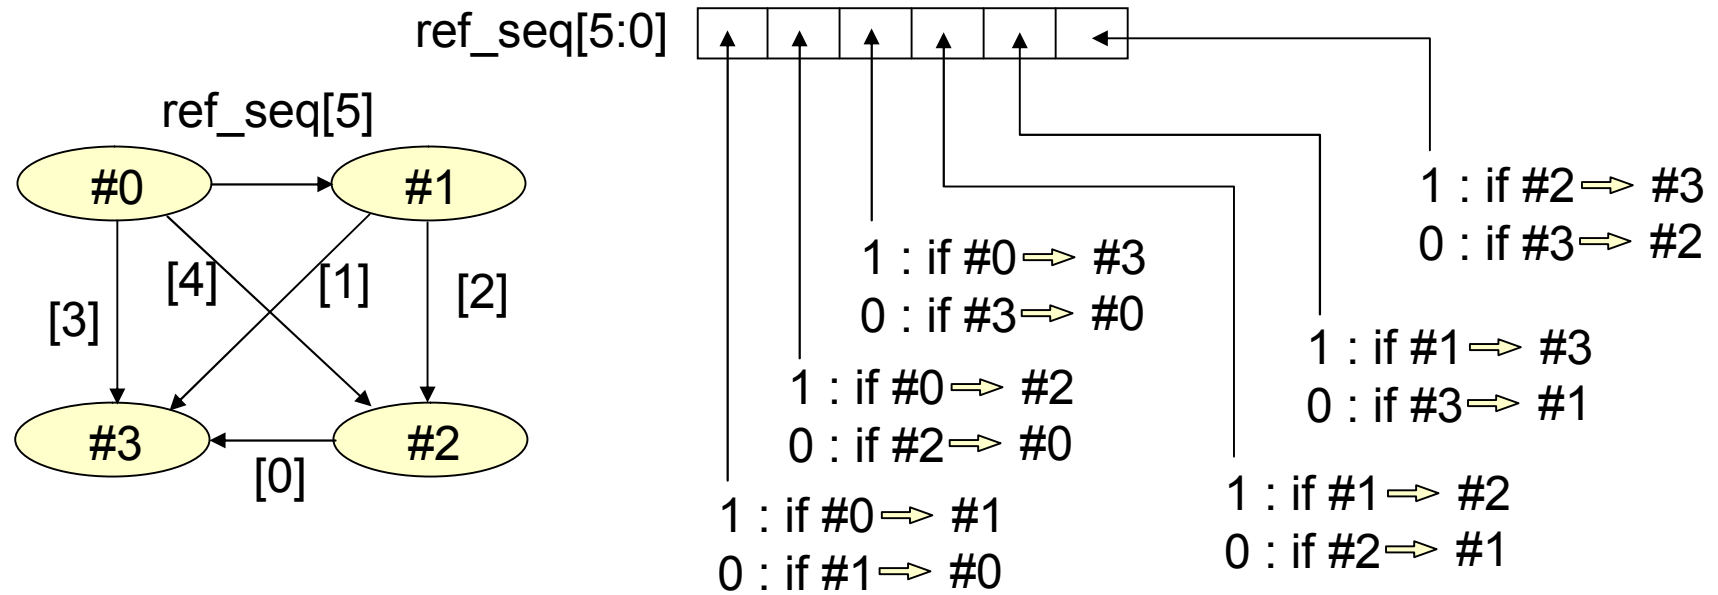 ref_seq[5:0]
ref_seq[5]
#0
#1
[4]
[1]
[2]
[3]
#3
#2
[0]
1 : if #0 ⇨ #1
0 : if #1 ⇨ #0
1 : if #0 ⇨ #2
0 : if #2 ⇨ #0
1 : if #0 ⇨ #3
0 : if #3 ⇨ #0
1 : if #1 ⇨ #2
0 : if #2 ⇨ #1
1 : if #1 ⇨ #3
0 : if #3 ⇨ #1
1 : if #2 ⇨ #3
0 : if #3 ⇨ #2